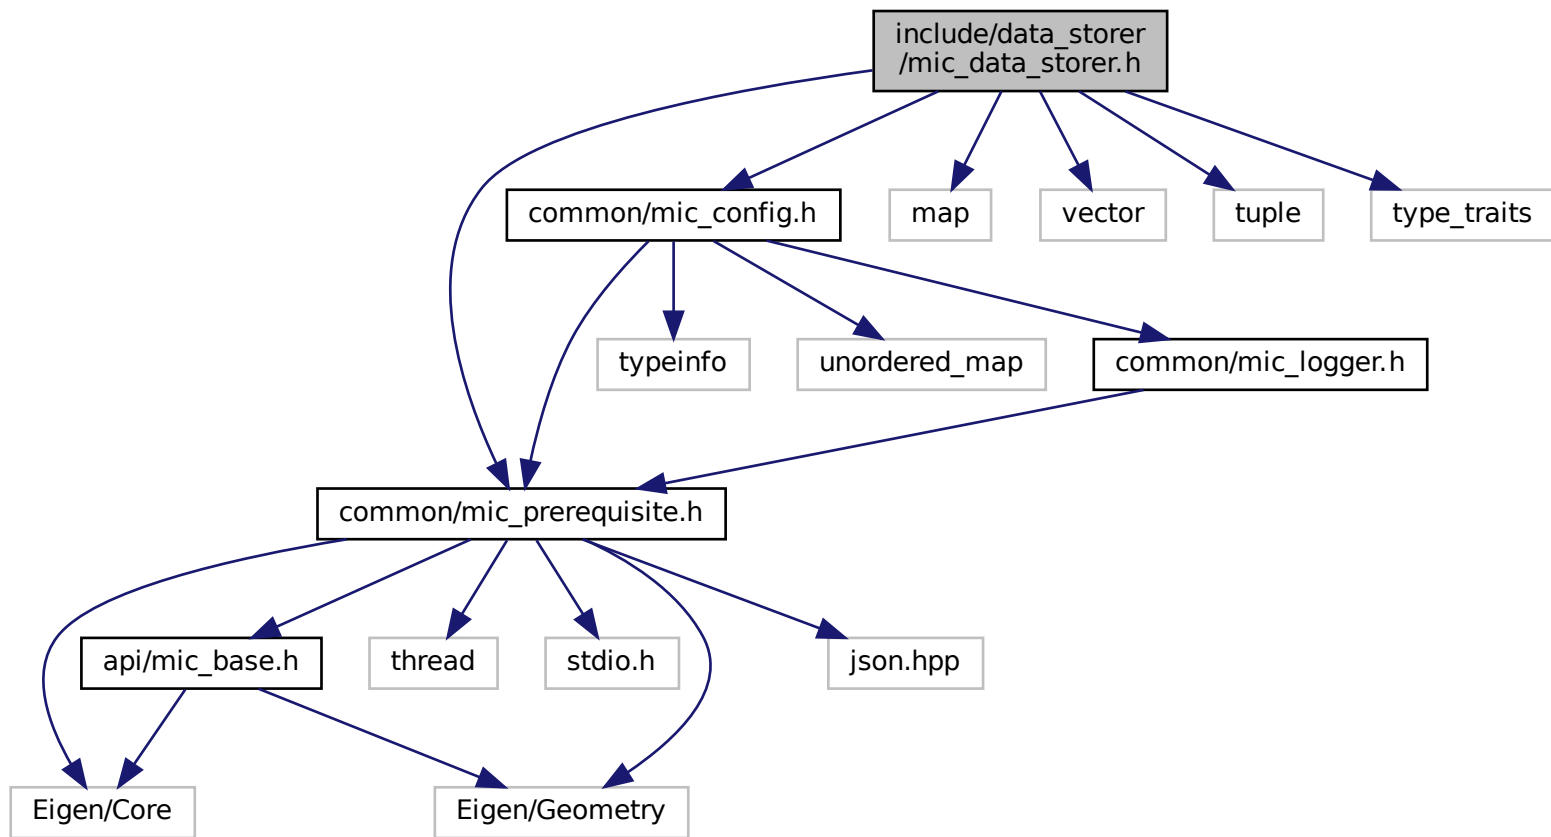 include/data_storer
/mic_data_storer.h
common/mic_config.h
map
vector
tuple
type_traits
typeinfo
unordered_map
common/mic_logger.h
common/mic_prerequisite.h
api/mic_base.h
thread
stdio.h
json.hpp
Eigen/Core
Eigen/Geometry